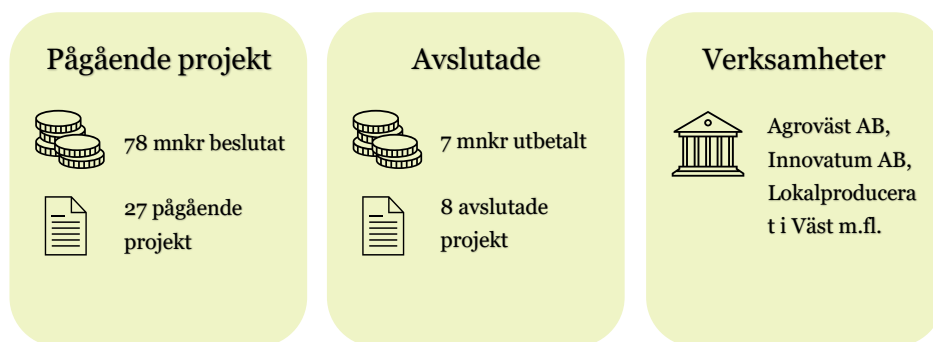 Pågående projekt
78 mnkr beslutat
27 pågående
projekt
Avslutade
7 mnkr utbetalt
8 avslutade
projekt
Verksamheter
Agroväst AB,
Innovatum AB,
Lokalproducera
t i Väst m.fl.